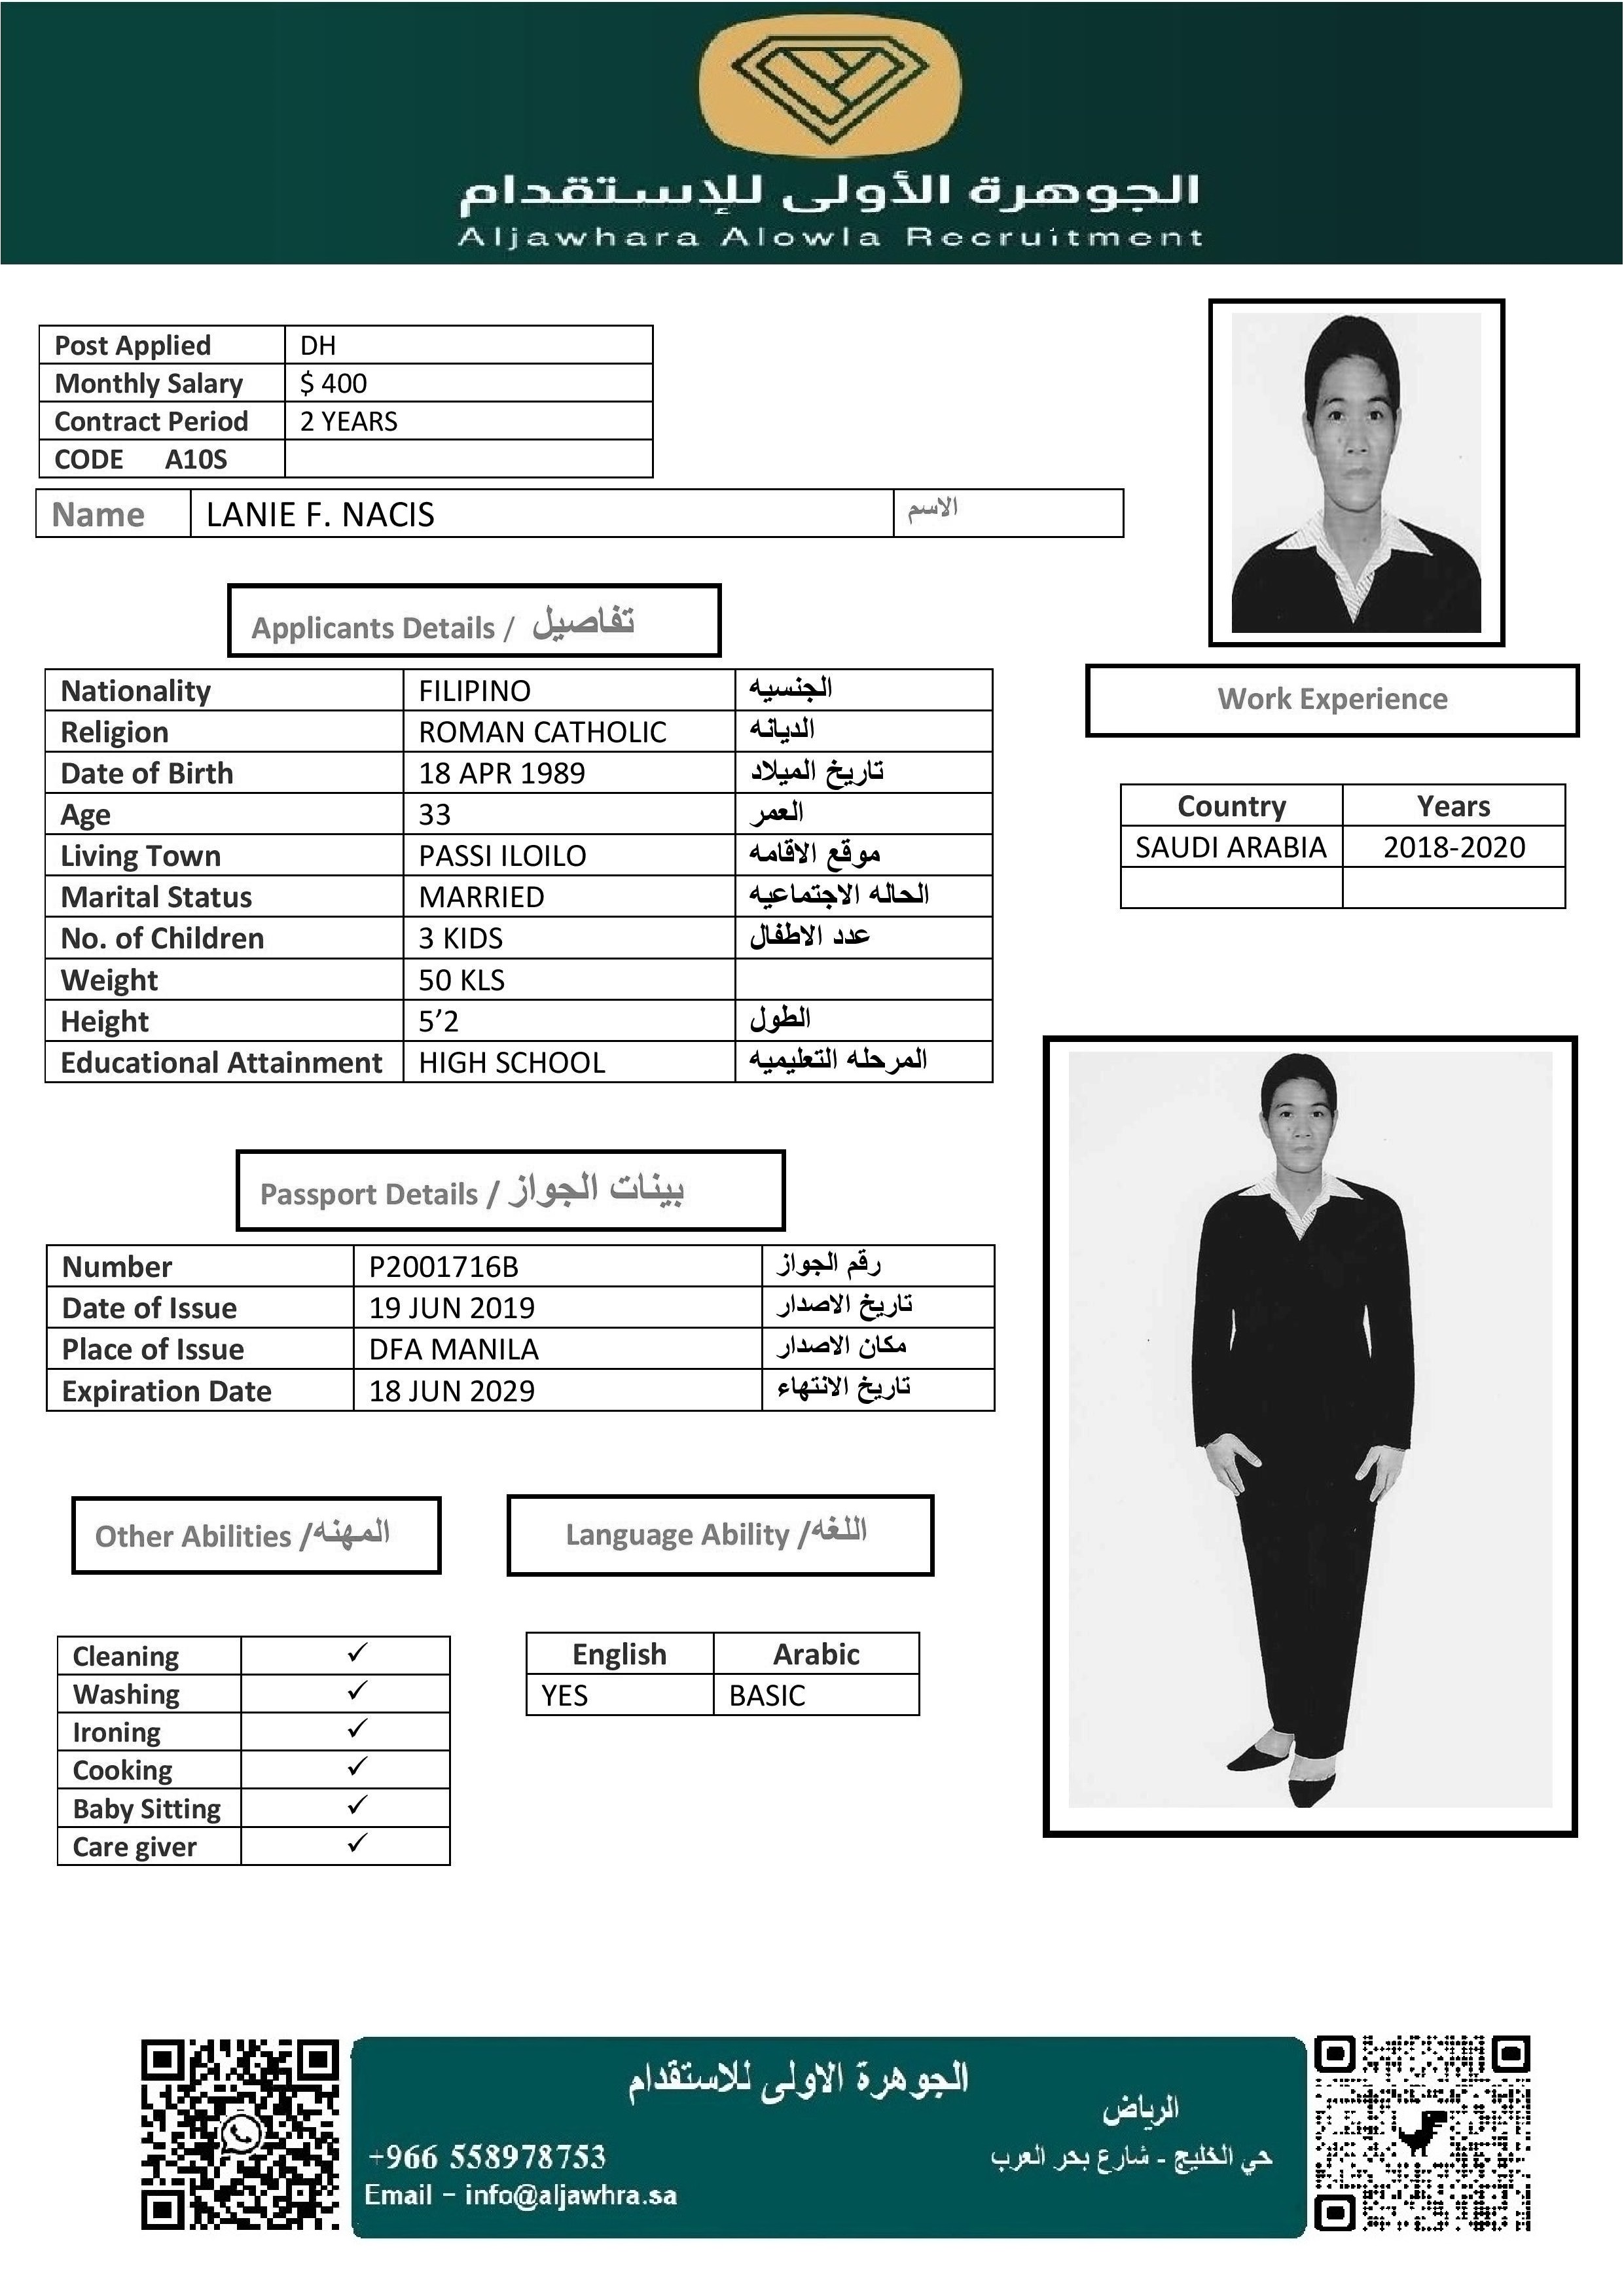 الجوهرة الأولى للإستقدام
Aljawhara Alowla Recruitment
Post Applied DH
Monthly Salary $ 400
Contract Period 2 YEARS
CODE A10S
Name LANIE F. NACIS الاسم
Applicants Details / تفاصيل
Nationality FILIPINO الجنسيه
Religion ROMAN CATHOLIC الديانه
Date of Birth 18 APR 1989 تاريخ الميلاد
Age 33 العمر
Living Town PASSI ILOILO موقع الاقامه
Marital Status MARRIED الحاله الاجتماعيه
No. of Children 3 KIDS عدد الاطفال
Weight 50 KLS
Height 5’2 الطول
Educational Attainment HIGH SCHOOL المرحله التعليميه
Work Experience
Country Years
SAUDI ARABIA 2018-2020
Passport Details / بينات الجواز
Number P2001716B رقم الجواز
Date of Issue 19 JUN 2019 تاريخ الاصدار
Place of Issue DFA MANILA مكان الاصدار
Expiration Date 18 JUN 2029 تاريخ الانتهاء
Other Abilities /المهنه
Cleaning ✓
Washing ✓
Ironing ✓
Cooking ✓
Baby Sitting ✓
Care giver ✓
Language Ability /اللغه
English Arabic
YES BASIC
الجوهرة الاولى للاستقدام
الرياض
حي الخليج - شارع بحر العرب
+966 558978753
Email – info@aljawhra.sa